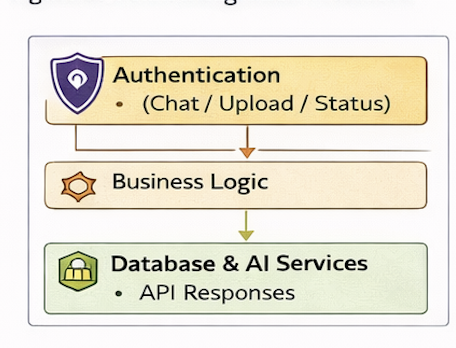 Authentication
• (Chat / Upload / Status)
Business Logic
Database & AI Services
• API Responses